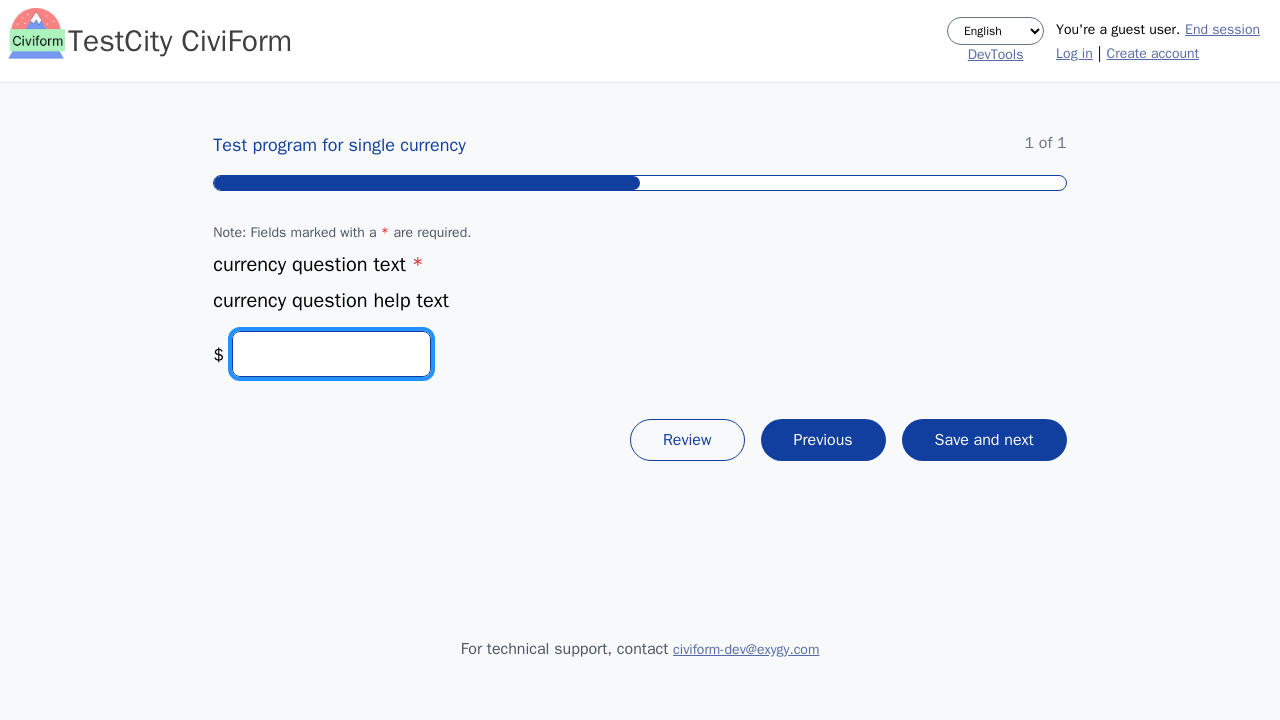 Civiform
TestCity CiviForm
English
DevTools
You're a guest user. End session
Log in | Create account
Test program for single currency
1 of 1
Note: Fields marked with a * are required.
currency question text *
currency question help text
$
Review
Previous
Save and next
For technical support, contact civiform-dev@exygy.com